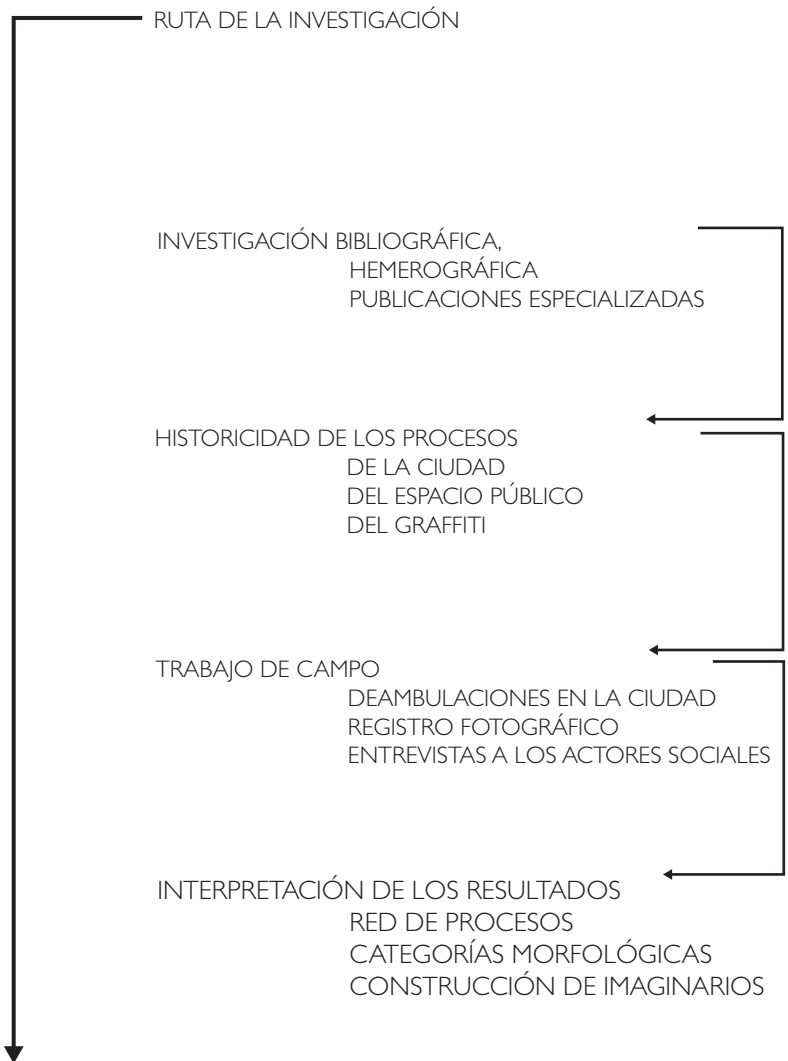 RUTA DE LA INVESTIGACIÓN
INVESTIGACIÓN BIBLIOGRÁFICA,
HEMEROGRÁFICA
PUBLICACIONES ESPECIALIZADAS
HISTORICIDAD DE LOS PROCESOS
DE LA CIUDAD
DEL ESPACIO PÚBLICO
DEL GRAFFITI
TRABAJO DE CAMPO
DEAMBULACIONES EN LA CIUDAD
REGISTRO FOTOGRÁFICO
ENTREVISTAS A LOS ACTORES SOCIALES
INTERPRETACIÓN DE LOS RESULTADOS
RED DE PROCESOS
CATEGORÍAS MORFOLÓGICAS
CONSTRUCCIÓN DE IMAGINARIOS